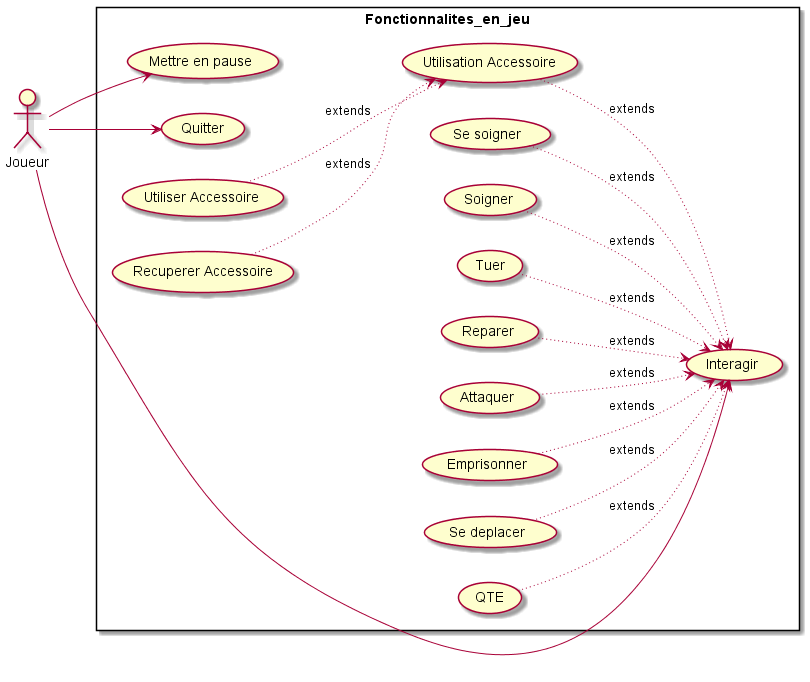 Fonctionnalites_en_jeu
Mettre en pause
Utilisation Accessoire
extends
extends
Quitter
Se soigner
Joueur
extends
extends
Utiliser Accessoire
Soigner
extends
Recuperer Accessoire
Tuer
extends
Reparer
extends
Interagir
extends
Attaquer
extends
Emprisonner
extends
Se deplacer
extends
QTE